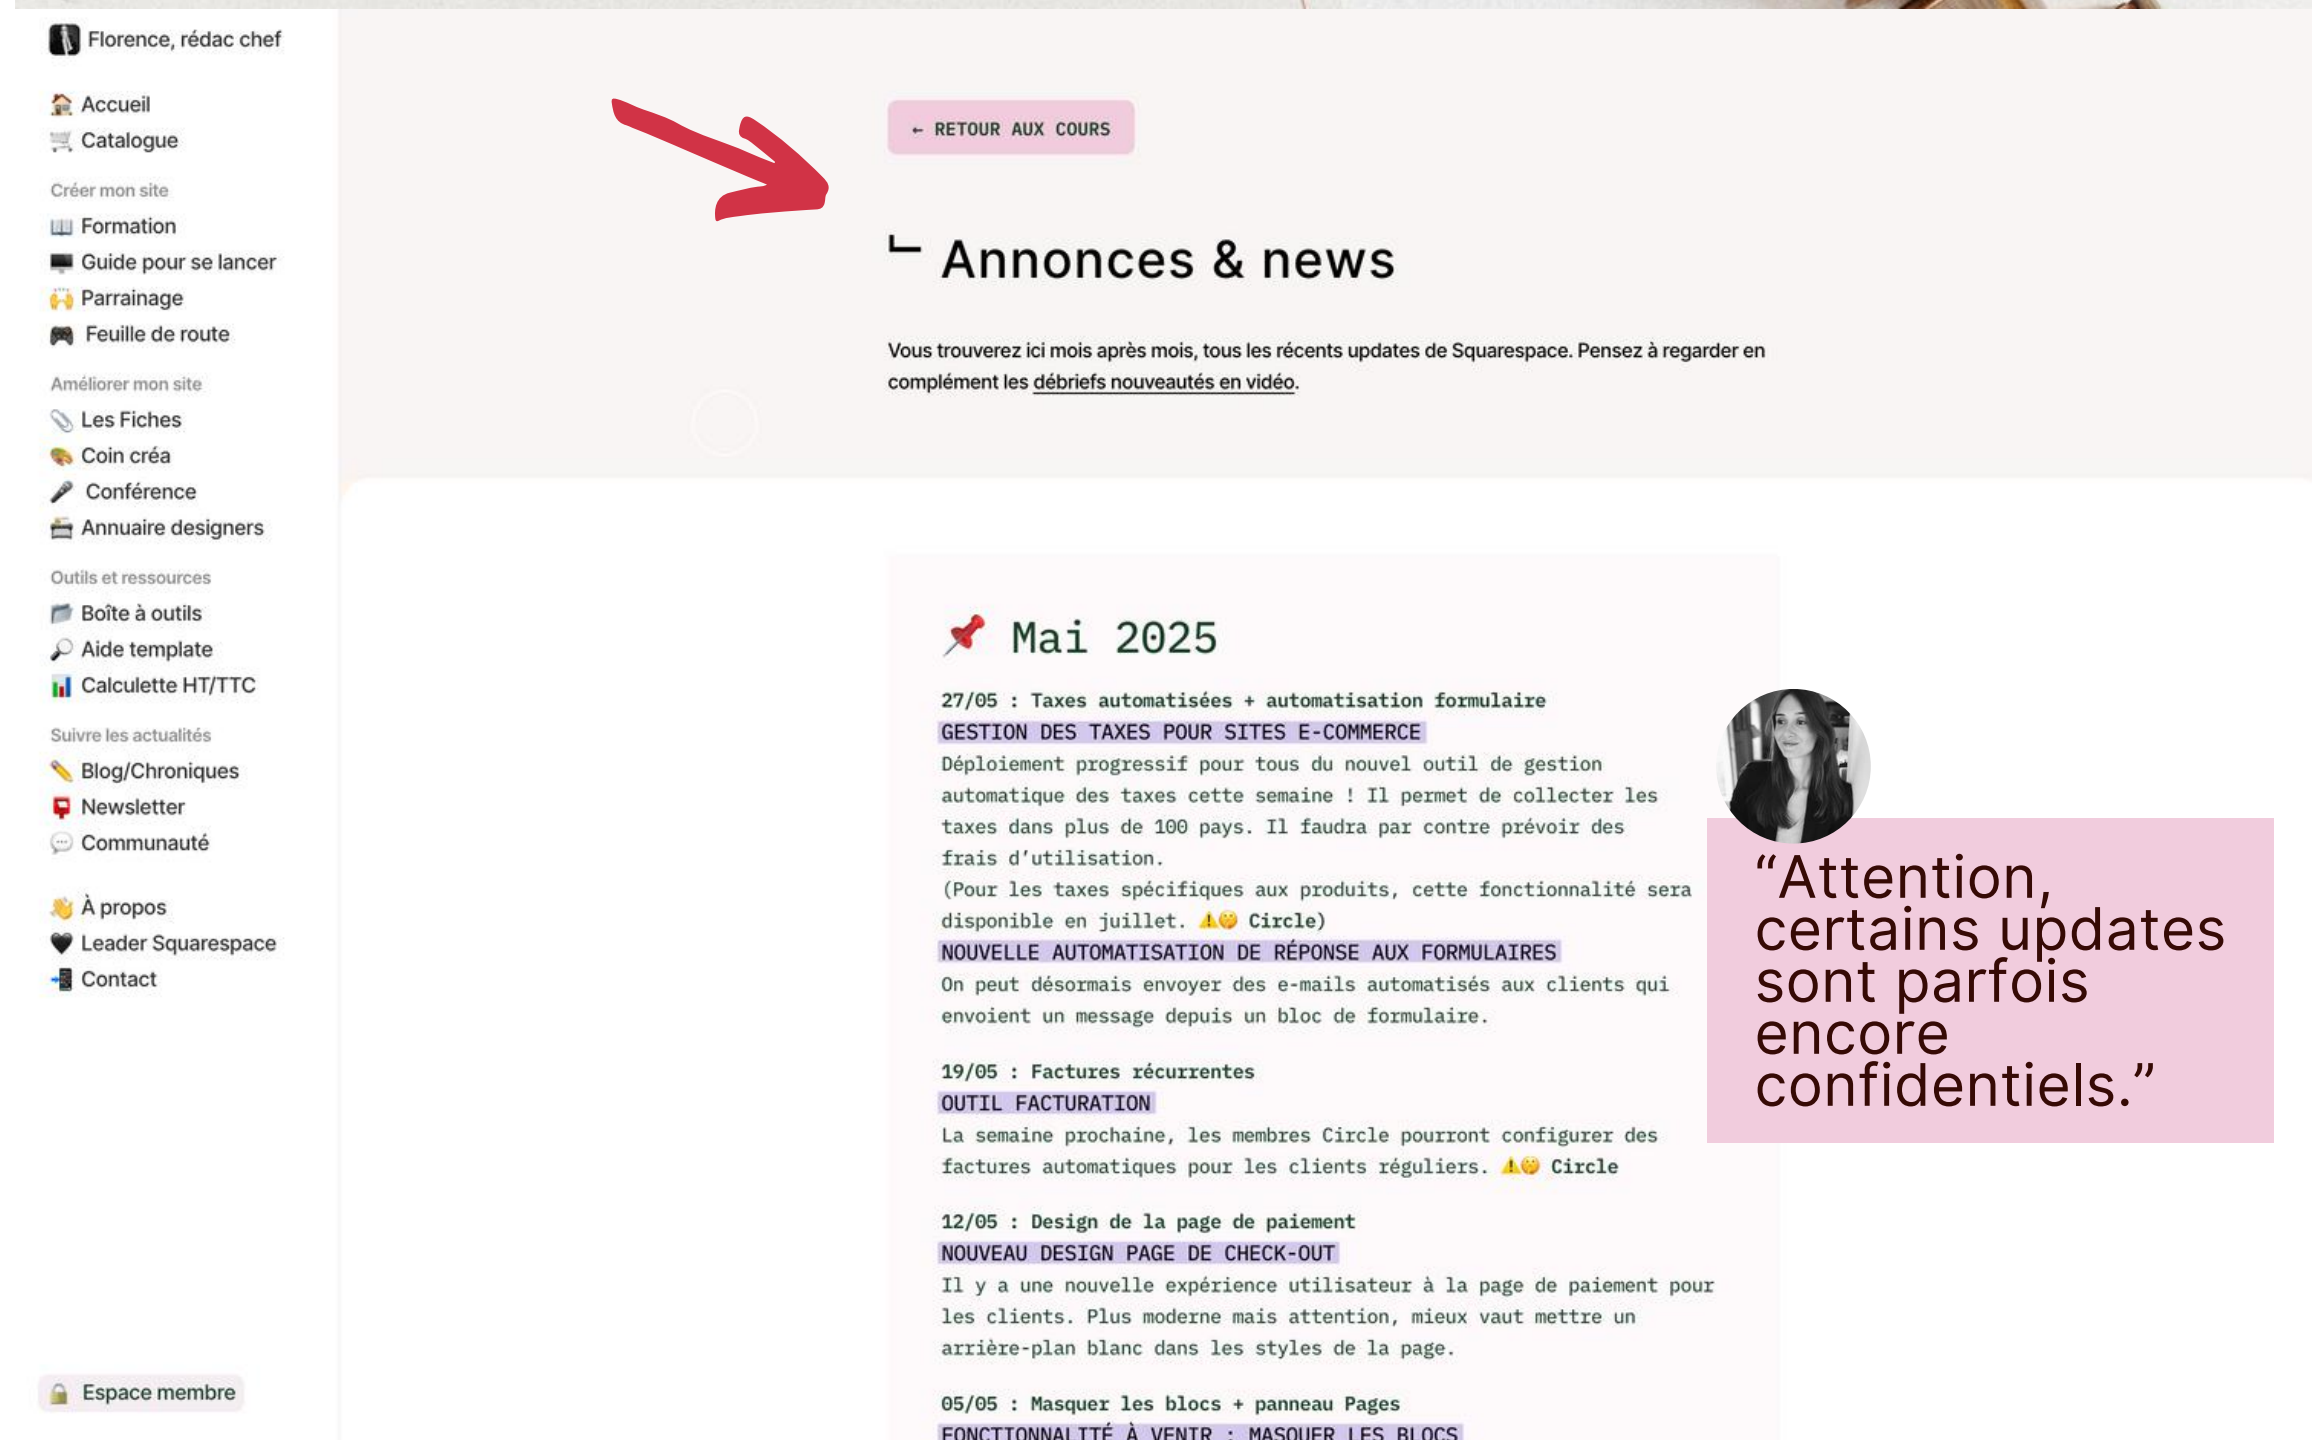 Florence, rédac chef
Accueil
Catalogue
Créer mon site
Formation
Guide pour se lancer
Parrainage
Feuille de route
Améliorer mon site
Les Fiches
Coin créa
Conférence
Annuaire designers
Outils et ressources
Boîte à outils
Aide template
Calculette HT/TTC
Suivre les actualités
Blog/Chroniques
Newsletter
Communauté
À propos
Leader Squarespace
Contact
Espace membre
← RETOUR AUX COURS
Annonces & news
Vous trouverez ici mois après mois, tous les récents updates de Squarespace. Pensez à regarder en
complément les débriefs nouveautés en vidéo.
Mai 2025
27/05 : Taxes automatisées + automatisation formulaire
GESTION DES TAXES POUR SITES E-COMMERCE
Déploiement progressif pour tous du nouvel outil de gestion
automatique des taxes cette semaine ! Il permet de collecter les
taxes dans plus de 100 pays. Il faudra par contre prévoir des
frais d’utilisation.
(Pour les taxes spécifiques aux produits, cette fonctionnalité sera
disponible en juillet. ⚠️🤫 Circle)
NOUVELLE AUTOMATISATION DE RÉPONSE AUX FORMULAIRES
On peut désormais envoyer des e-mails automatisés aux clients qui
envoient un message depuis un bloc de formulaire.
19/05 : Factures récurrentes
OUTIL FACTURATION
La semaine prochaine, les membres Circle pourront configurer des
factures automatiques pour les clients réguliers. ⚠️🤫 Circle
12/05 : Design de la page de paiement
NOUVEAU DESIGN PAGE DE CHECK-OUT
Il y a une nouvelle expérience utilisateur à la page de paiement pour
les clients. Plus moderne mais attention, mieux vaut mettre un
arrière-plan blanc dans les styles de la page.
05/05 : Masquer les blocs + panneau Pages
FONCTIONNALITÉ À VENIR : MASQUER LES BLOCS
“Attention,
certains updates
sont parfois
encore
confidentiels.”